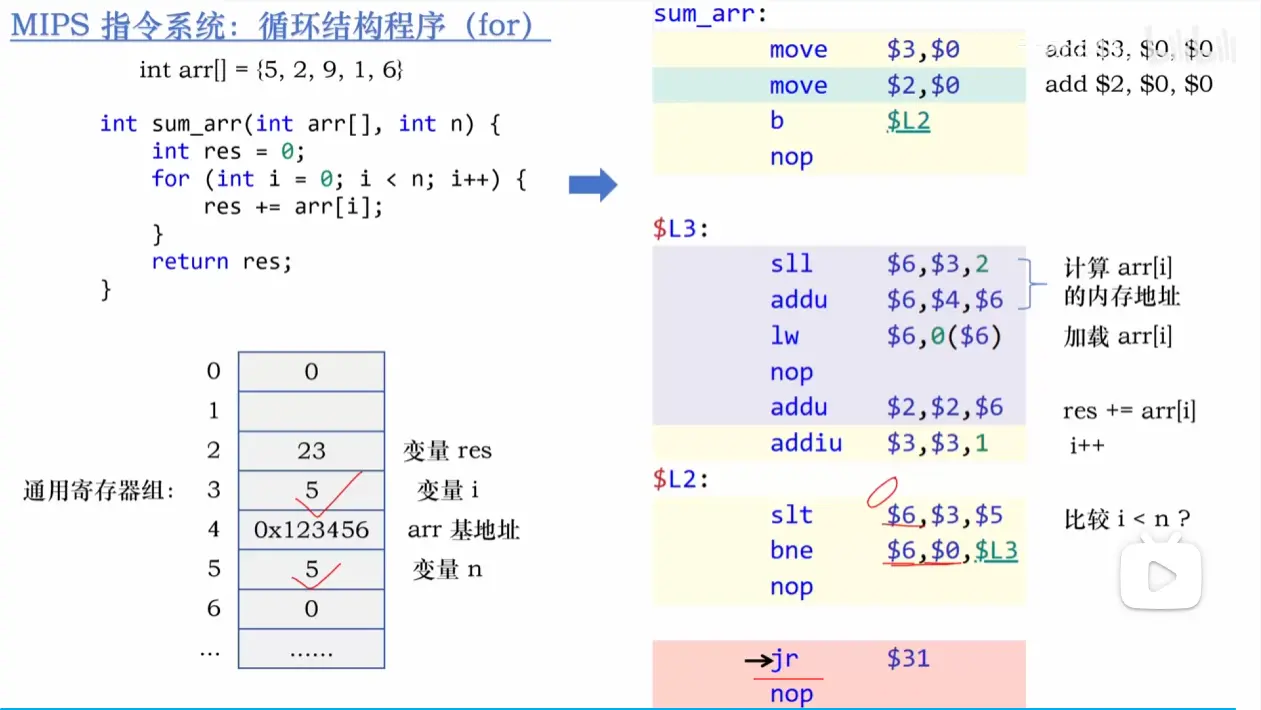 MIPS 指令系统：循环结构程序（for）
int arr[] = {5, 2, 9, 1, 6}
int sum_arr(int arr[], int n) {
int res = 0;
for (int i = 0; i < n; i++) {
res += arr[i];
}
return res;
}
通用寄存器组：
0 0
1
2 23 变量 res
3 5 变量 i
4 0x123456 arr 基地址
5 5 变量 n
6 0
... ......
sum_arr:
move $3,$0 add $3, $0, $0
move $2,$0 add $2, $0, $0
b $L2
nop
$L3:
sll $6,$3,2 计算 arr[i]
addu $6,$4,$6 的内存地址
lw $6,0($6) 加载 arr[i]
nop
addu $2,$2,$6 res += arr[i]
addiu $3,$3,1 i++
$L2:
slt $6,$3,$5 比较 i < n ?
bne $6,$0,$L3
nop
jr $31
nop